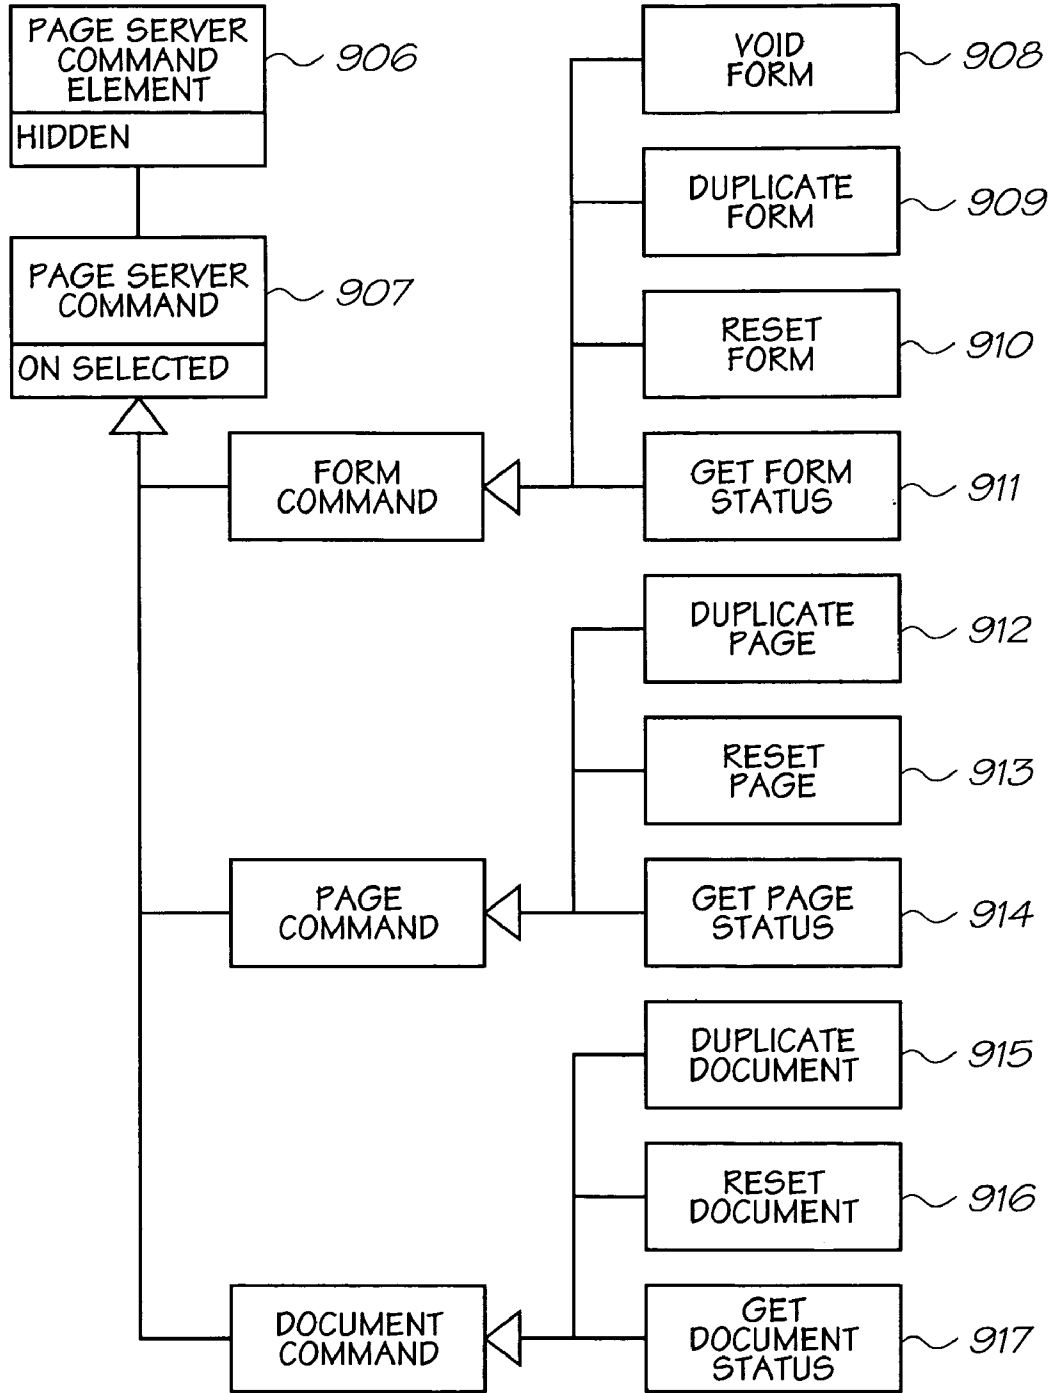 PAGE SERVER
COMMAND
ELEMENT
906
HIDDEN
PAGE SERVER
COMMAND
907
ON SELECTED
FORM
COMMAND
VOID
FORM
908
DUPLICATE
FORM
909
RESET
FORM
910
GET FORM
STATUS
911
PAGE
COMMAND
DUPLICATE
PAGE
912
RESET
PAGE
913
GET PAGE
STATUS
914
DOCUMENT
COMMAND
DUPLICATE
DOCUMENT
915
RESET
DOCUMENT
916
GET
DOCUMENT
STATUS
917